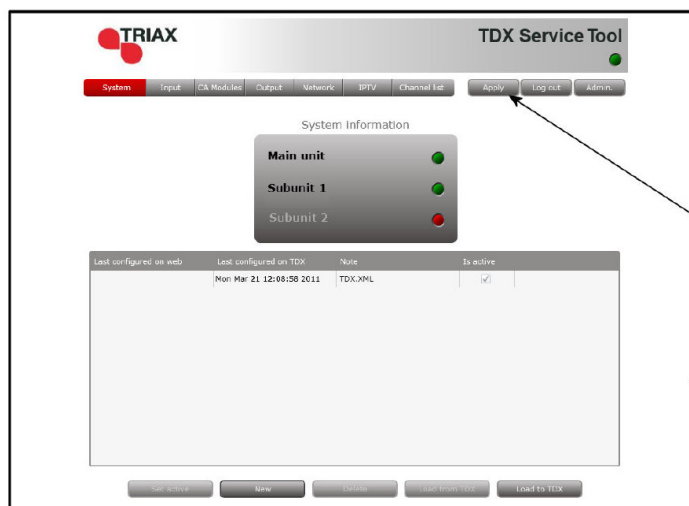 TRIAX
TDX Service Tool
System Input CA Modules Output Network IPTV Channel list Apply Log out Admin.
System Information
Main unit
Subunit 1
Subunit 2
Last configured on web Last configured on TDX Note Is active
Mon Mar 21 12:08:58 2011 TDX.XML
Set active New Delete Load from TDX Load to TDX